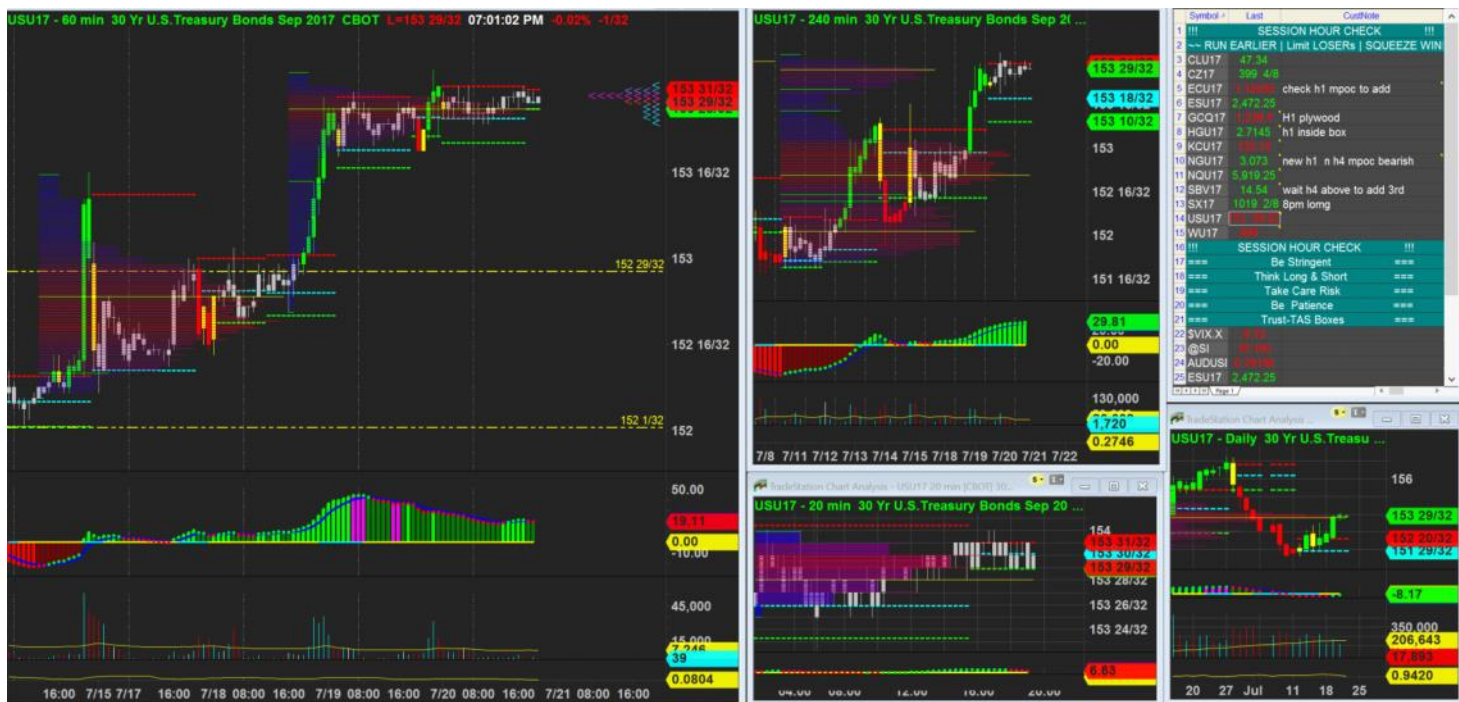 USU17 - 60 min 30 Yr U.S.Treasury Bonds Sep 2017 CBOT L=153 29/32 07:01:02 PM -0.02% -1/32
153 31/32
153 29/32
153 16/32
152 29/32
153
152 16/32
152 1/32
152
50.00
19.11
0.00
-10.00
45,000
15,000
7,246
39
0.0804
16:00 7/15 7/17 16:00 7/18 08:00 16:00 7/19 08:00 16:00 7/20 08:00 16:00 7/21 08:00 16:00
USU17 - 240 min 30 Yr U.S.Treasury Bonds Sep 2( ...
153 29/32
153 18/32
153 10/32
153
152 16/32
152
151 16/32
29.81
0.00
-20.00
130,000
1,720
0.2746
7/8 7/11 7/12 7/13 7/14 7/15 7/18 7/19 7/20 7/21 7/22
TradeStation Chart Analysis - USU17 20 min [CBOT] 30...
USU17 - 20 min 30 Yr U.S.Treasury Bonds Sep 20 ...
154
153 31/32
153 30/32
153 29/32
153 28/32
153 26/32
153 24/32
6.63
04:00 08:00 12:00 16:00 20:00
Symbol Last CustNote
1 !!! SESSION HOUR CHECK !!!
2 ~~ RUN EARLIER | Limit LOSERs | SQUEEZE WIN
3 CLU17 47.34
4 CZ17 399 4/8
5 ECU17 check h1 mpoc to add
6 ESU17 2,472.25
7 GCQ17 H1 plywood
8 HGU17 2.7145 h1 inside box
9 KCU17
10 NGU17 3.073 new h1 n h4 mpoc bearish
11 NQU17 5,919.25
12 SBV17 14.54 wait h4 above to add 3rd
13 SX17 1019 2/8 8pm lomg
14 USU17
15 WU17
16 !!! SESSION HOUR CHECK !!!
17 === Be Stringent ===
18 === Think Long & Short ===
19 === Take Care Risk ===
20 === Be Patience ===
21 === Trust-TAS Boxes ===
22 $VIX.X
23 @SI
24 AUDUSI
25 ESU17 2,472.25
Page 1
TradeStation Chart Analysis ...
USU17 - Daily 30 Yr U.S.Treasu ...
156
153 29/32
152 20/32
151 29/32
-8.17
350,000
206,643
17,893
0.9420
20 27 Jul 11 18 25